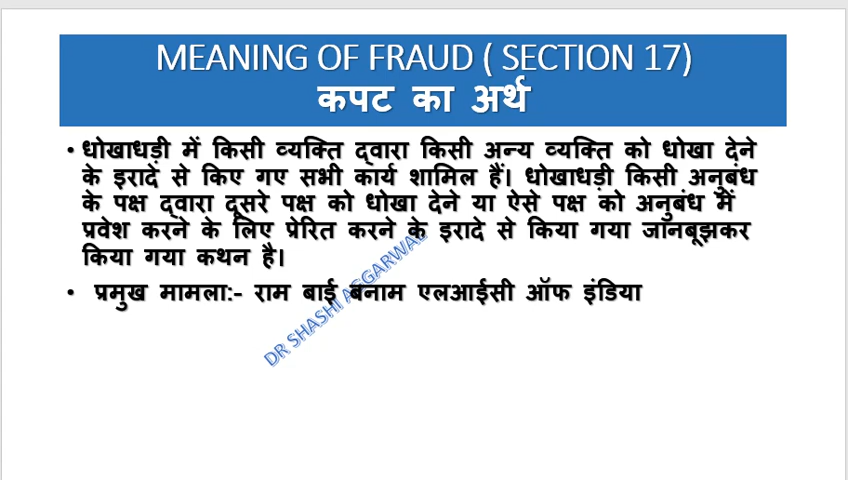 MEANING OF FRAUD ( SECTION 17)
कपट का अर्थ
• धोखाधड़ी में किसी व्यक्ति द्वारा किसी अन्य व्यक्ति को धोखा देने
के इरादे से किए गए सभी कार्य शामिल हैं। धोखाधड़ी किसी अनुबंध
के पक्ष द्वारा दूसरे पक्ष को धोखा देने या ऐसे पक्ष को अनुबंध में
प्रवेश करने के लिए प्रेरित करने के इरादे से किया गया जानबूझकर
किया गया कथन है।
• प्रमुख मामला:- राम बाई बनाम एलआईसी ऑफ इंडिया
DR SHASHI AGGARWAL